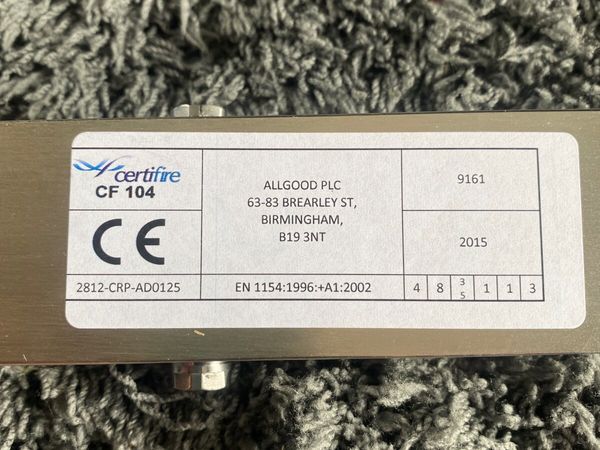 certifire
CF 104
CE
2812-CRP-AD0125
ALLGOOD PLC
63-83 BREARLEY ST,
BIRMINGHAM,
B19 3NT
EN 1154:1996:+A1:2002
9161
2015
4 8 3/5 1 1 3